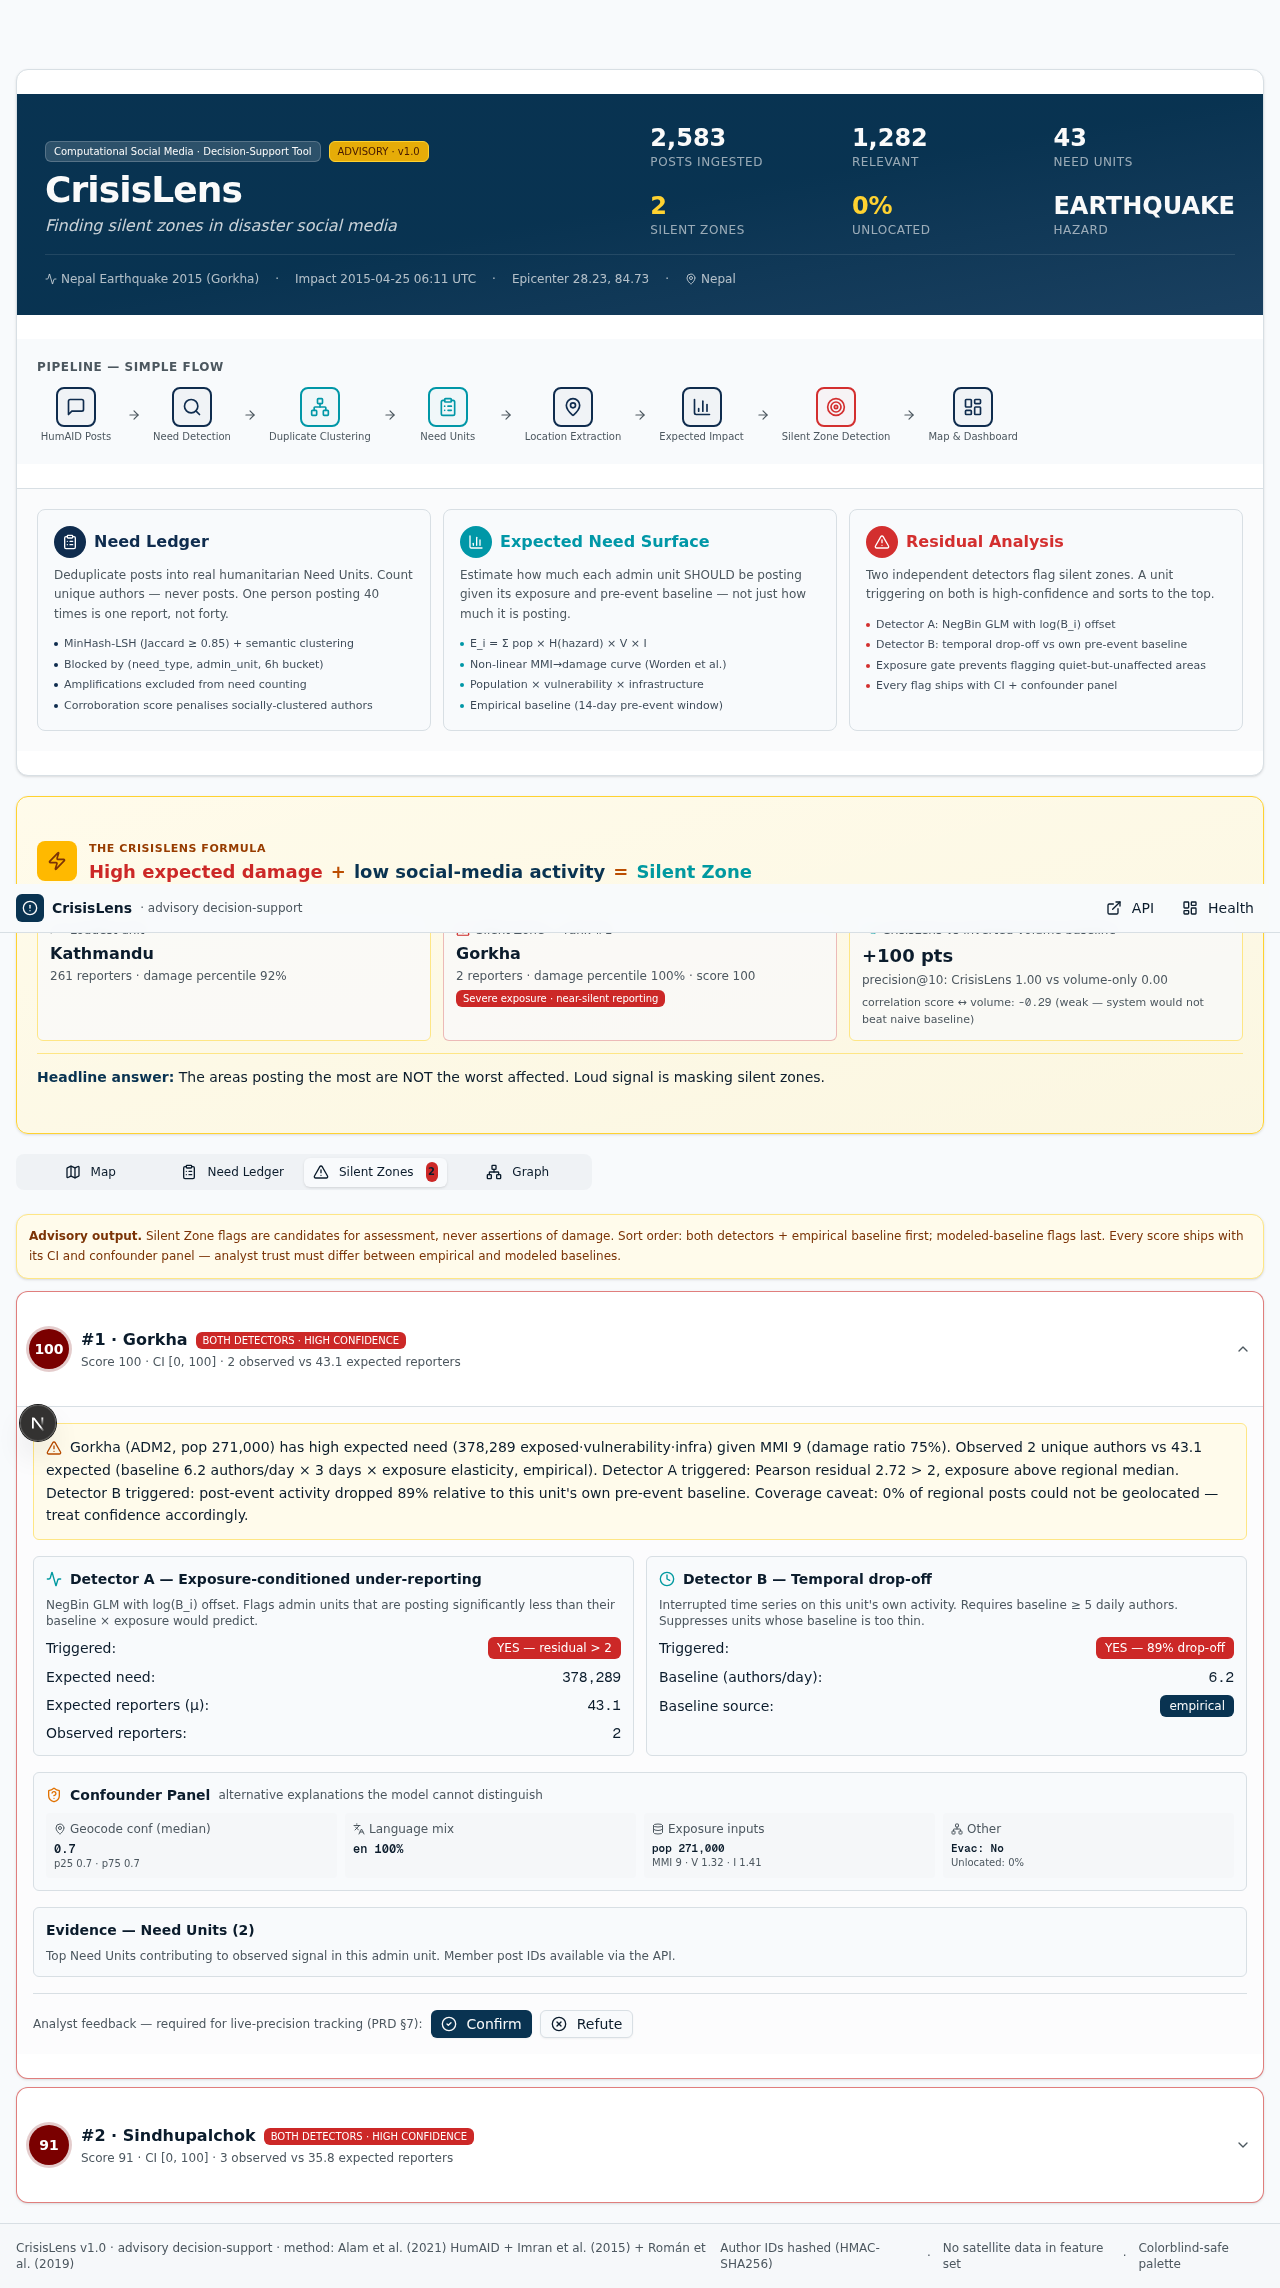 Computational Social Media · Decision-Support Tool
ADVISORY · v1.0
CrisisLens
Finding silent zones in disaster social media
2,583
POSTS INGESTED
1,282
RELEVANT
43
NEED UNITS
2
SILENT ZONES
0%
UNLOCATED
EARTHQUAKE
HAZARD
Nepal Earthquake 2015 (Gorkha) · Impact 2015-04-25 06:11 UTC · Epicenter 28.23, 84.73 · Nepal
PIPELINE — SIMPLE FLOW
HumAID Posts
Need Detection
Duplicate Clustering
Need Units
Location Extraction
Expected Impact
Silent Zone Detection
Map & Dashboard
Need Ledger
Deduplicate posts into real humanitarian Need Units. Count
unique authors — never posts. One person posting 40
times is one report, not forty.
• MinHash-LSH (Jaccard ≥ 0.85) + semantic clustering
• Blocked by (need_type, admin_unit, 6h bucket)
• Amplifications excluded from need counting
• Corroboration score penalises socially-clustered authors
Expected Need Surface
Estimate how much each admin unit SHOULD be posting
given its exposure and pre-event baseline — not just how
much it is posting.
• E_i = Σ pop × H(hazard) × V × I
• Non-linear MMI→damage curve (Worden et al.)
• Population × vulnerability × infrastructure
• Empirical baseline (14-day pre-event window)
Residual Analysis
Two independent detectors flag silent zones. A unit
triggering on both is high-confidence and sorts to the top.
• Detector A: NegBin GLM with log(B_i) offset
• Detector B: temporal drop-off vs own pre-event baseline
• Exposure gate prevents flagging quiet-but-unaffected areas
• Every flag ships with CI + confounder panel
THE CRISISLENS FORMULA
High expected damage + low social-media activity = Silent Zone
CrisisLens · advisory decision-support
API
Health
Kathmandu
261 reporters · damage percentile 92%
Gorkha
2 reporters · damage percentile 100% · score 100
Severe exposure · near-silent reporting
+100 pts
precision@10: CrisisLens 1.00 vs volume-only 0.00
correlation score ↔ volume: -0.29 (weak — system would not
beat naive baseline)
Headline answer: The areas posting the most are NOT the worst affected. Loud signal is masking silent zones.
Map
Need Ledger
Silent Zones 2
Graph
Advisory output. Silent Zone flags are candidates for assessment, never assertions of damage. Sort order: both detectors + empirical baseline first; modeled-baseline flags last. Every score ships with
its CI and confounder panel — analyst trust must differ between empirical and modeled baselines.
100
#1 · Gorkha BOTH DETECTORS · HIGH CONFIDENCE
Score 100 · CI [0, 100] · 2 observed vs 43.1 expected reporters
N
Gorkha (ADM2, pop 271,000) has high expected need (378,289 exposed·vulnerability·infra) given MMI 9 (damage ratio 75%). Observed 2 unique authors vs 43.1
expected (baseline 6.2 authors/day × 3 days × exposure elasticity, empirical). Detector A triggered: Pearson residual 2.72 > 2, exposure above regional median.
Detector B triggered: post-event activity dropped 89% relative to this unit's own pre-event baseline. Coverage caveat: 0% of regional posts could not be geolocated —
treat confidence accordingly.
Detector A — Exposure-conditioned under-reporting
NegBin GLM with log(B_i) offset. Flags admin units that are posting significantly less than their
baseline × exposure would predict.
Triggered: YES — residual > 2
Expected need: 378,289
Expected reporters (μ): 43.1
Observed reporters: 2
Detector B — Temporal drop-off
Interrupted time series on this unit's own activity. Requires baseline ≥ 5 daily authors.
Suppresses units whose baseline is too thin.
Triggered: YES — 89% drop-off
Baseline (authors/day): 6.2
Baseline source: empirical
Confounder Panel alternative explanations the model cannot distinguish
Geocode conf (median)
0.7
p25 0.7 · p75 0.7
Language mix
en 100%
Exposure inputs
pop 271,000
MMI 9 · V 1.32 · I 1.41
Other
Evac: No
Unlocated: 0%
Evidence — Need Units (2)
Top Need Units contributing to observed signal in this admin unit. Member post IDs available via the API.
Analyst feedback — required for live-precision tracking (PRD §7): Confirm Refute
91
#2 · Sindhupalchok BOTH DETECTORS · HIGH CONFIDENCE
Score 91 · CI [0, 100] · 3 observed vs 35.8 expected reporters
CrisisLens v1.0 · advisory decision-support · method: Alam et al. (2021) HumAID + Imran et al. (2015) + Román et
al. (2019)
Author IDs hashed (HMAC-
SHA256)
·
No satellite data in feature
set
·
Colorblind-safe
palette